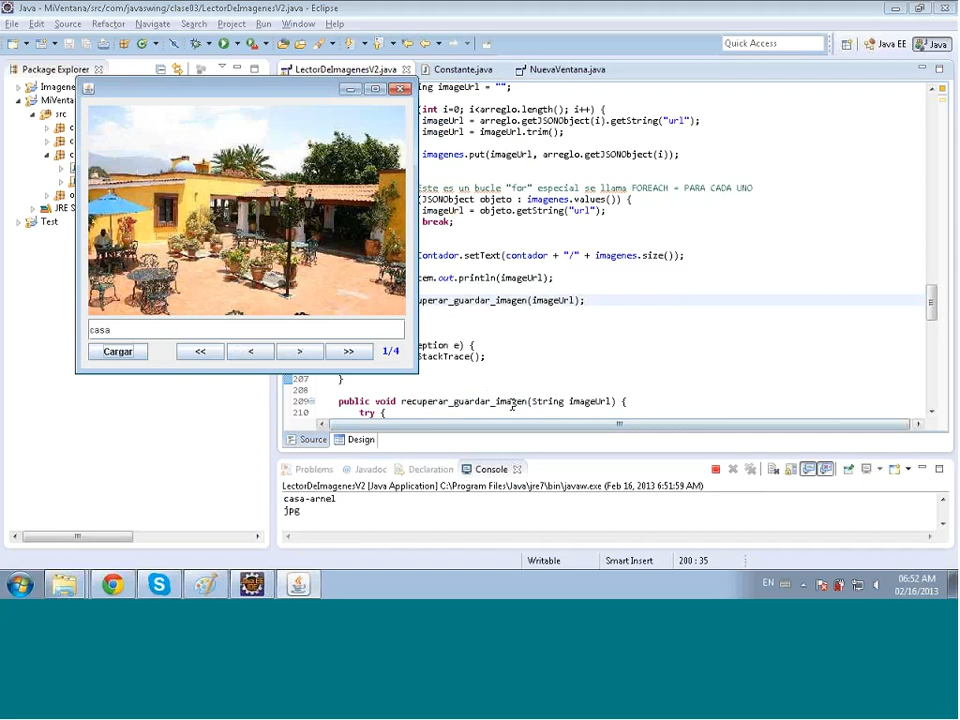 Java - MiVentana/src/com/javaswing/clase03/LectorDeImagenesV2.java - Eclipse
File Edit Source Refactor Navigate Search Project Run Window Help
Quick Access Java EE Java
Package Explorer
LectorDeImagenesV2.java Constante.java NuevaVentana.java
Imagene
MiVenta
src
c
c
c
JRE S
Test
casa
Cargar << < > >> 1/4
ng imageUrl = "";
(int i=0; i<arreglo.length(); i++) {
imageUrl = arreglo.getJSONObject(i).getString("url");
imageUrl = imageUrl.trim();
imagenes.put(imageUrl, arreglo.getJSONObject(i));
Este es un bucle "for" especial se llama FOREACH = PARA CADA UNO
(JSONObject objeto : imagenes.values()) {
imageUrl = objeto.getString("url");
break;
Contador.setText(contador + "/" + imagenes.size());
tem.out.println(imageUrl);
uperar_guardar_imagen(imageUrl);
eption e) {
StackTrace();
207 }
208
209 public void recuperar_guardar_imagen(String imageUrl) {
210 try {
Source Design
Problems Javadoc Declaration Console
LectorDeImagenesV2 [Java Application] C:\Program Files\Java\jre7\bin\javaw.exe (Feb 16, 2013 6:51:59 AM)
casa-arnel
jpg
Writable Smart Insert 200 : 35
EN 06:52 AM
02/16/2013